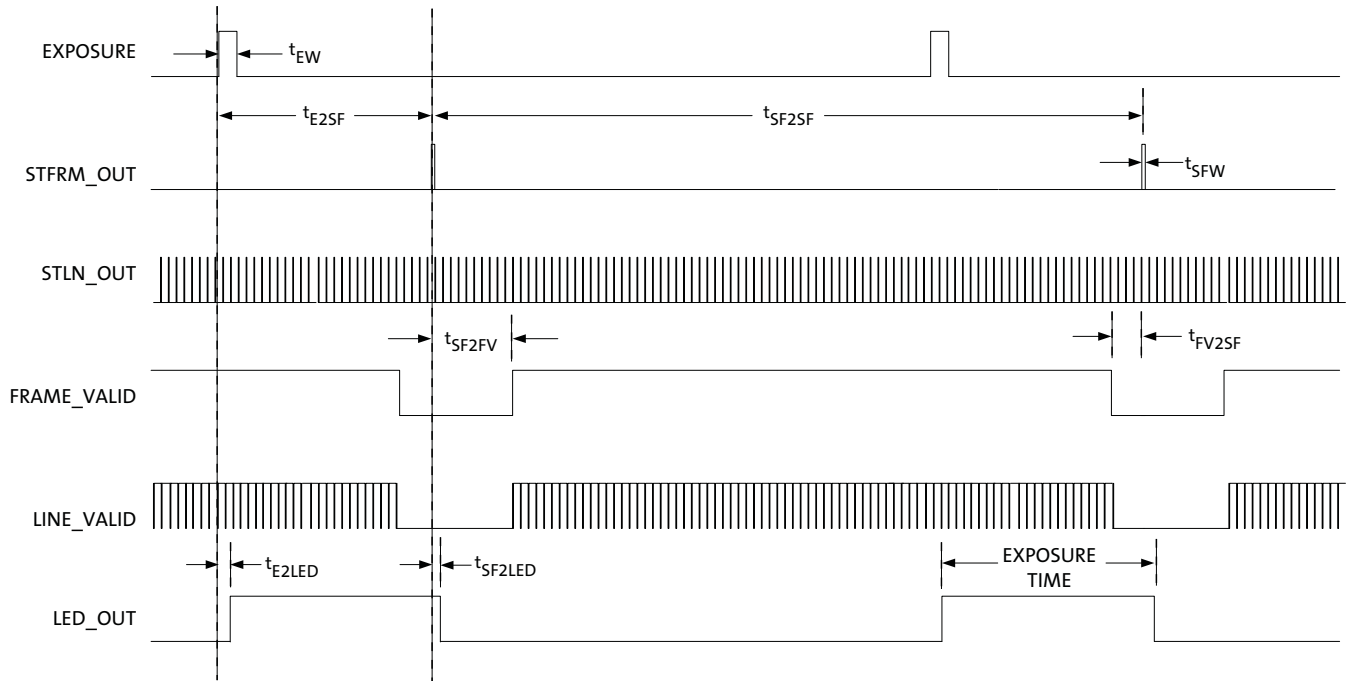 EXPOSURE
tEW
tE2SF
tSF2SF
STFRM_OUT
tSFW
STLN_OUT
tSF2FV
tFV2SF
FRAME_VALID
LINE_VALID
tE2LED
tSF2LED
EXPOSURE
TIME
LED_OUT